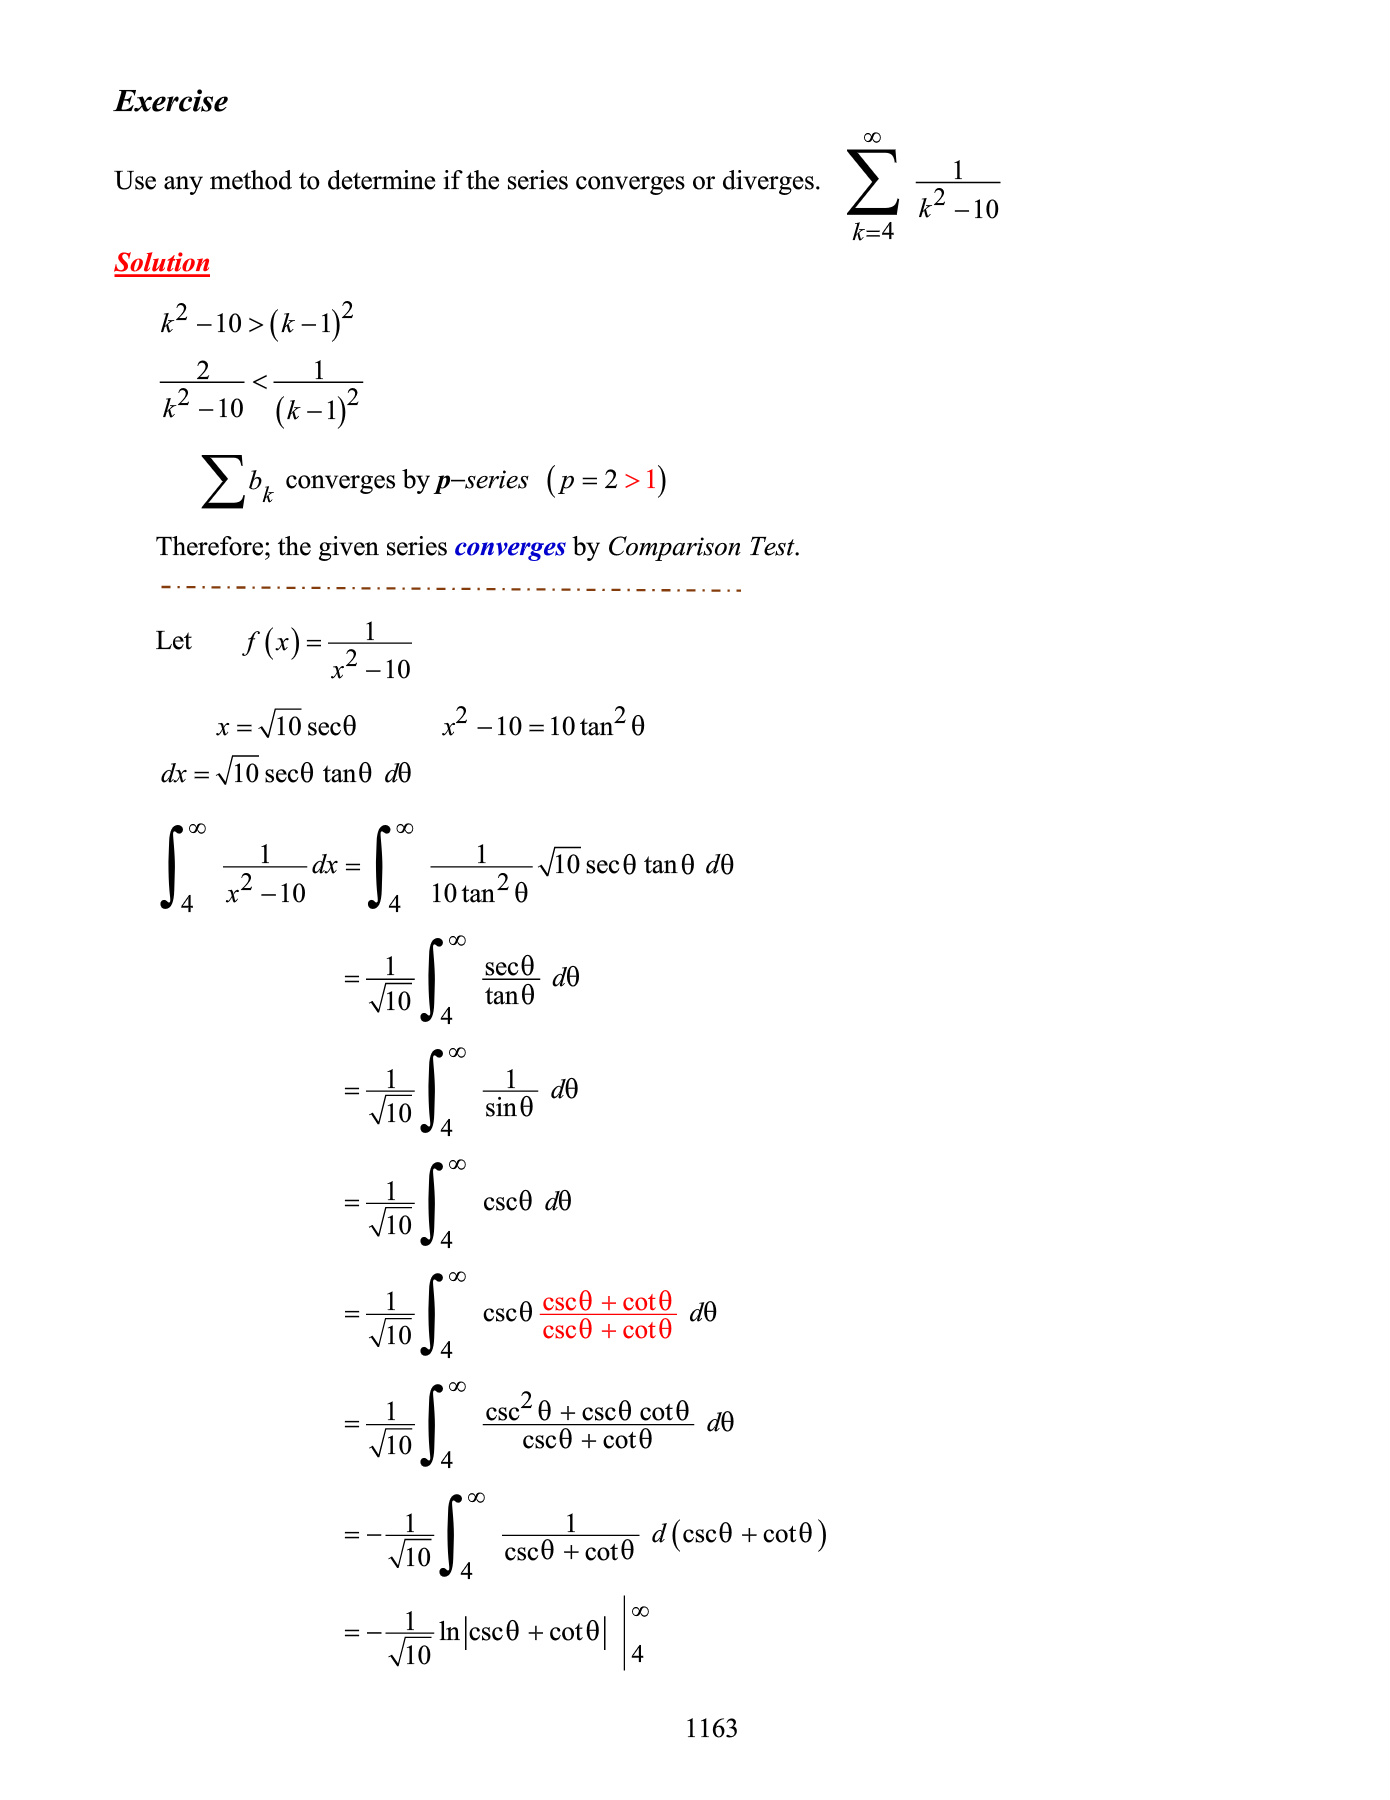 Exercise
Use any method to determine if the series converges or diverges. $\sum_{k=4}^{\infty} \frac{1}{k^2-10}$
Solution
$k^2 - 10 > (k-1)^2$
$\frac{2}{k^2-10} < \frac{1}{(k-1)^2}$
$\sum b_k$ converges by p–series $(p = 2 > 1)$
Therefore; the given series converges by Comparison Test.
Let $f(x) = \frac{1}{x^2-10}$
$x = \sqrt{10} \sec\theta$ $x^2 - 10 = 10\tan^2\theta$
$dx = \sqrt{10} \sec\theta \tan\theta \, d\theta$
$\int_4^{\infty} \frac{1}{x^2-10} dx = \int_4^{\infty} \frac{1}{10\tan^2\theta} \sqrt{10} \sec\theta \tan\theta \, d\theta$
$= \frac{1}{\sqrt{10}} \int_4^{\infty} \frac{\sec\theta}{\tan\theta} \, d\theta$
$= \frac{1}{\sqrt{10}} \int_4^{\infty} \frac{1}{\sin\theta} \, d\theta$
$= \frac{1}{\sqrt{10}} \int_4^{\infty} \csc\theta \, d\theta$
$= \frac{1}{\sqrt{10}} \int_4^{\infty} \csc\theta \frac{\csc\theta + \cot\theta}{\csc\theta + \cot\theta} \, d\theta$
$= \frac{1}{\sqrt{10}} \int_4^{\infty} \frac{\csc^2\theta + \csc\theta \cot\theta}{\csc\theta + \cot\theta} \, d\theta$
$= -\frac{1}{\sqrt{10}} \int_4^{\infty} \frac{1}{\csc\theta + \cot\theta} \, d(\csc\theta + \cot\theta)$
$= -\frac{1}{\sqrt{10}} \ln|\csc\theta + \cot\theta| \, \Big|_4^{\infty}$
1163